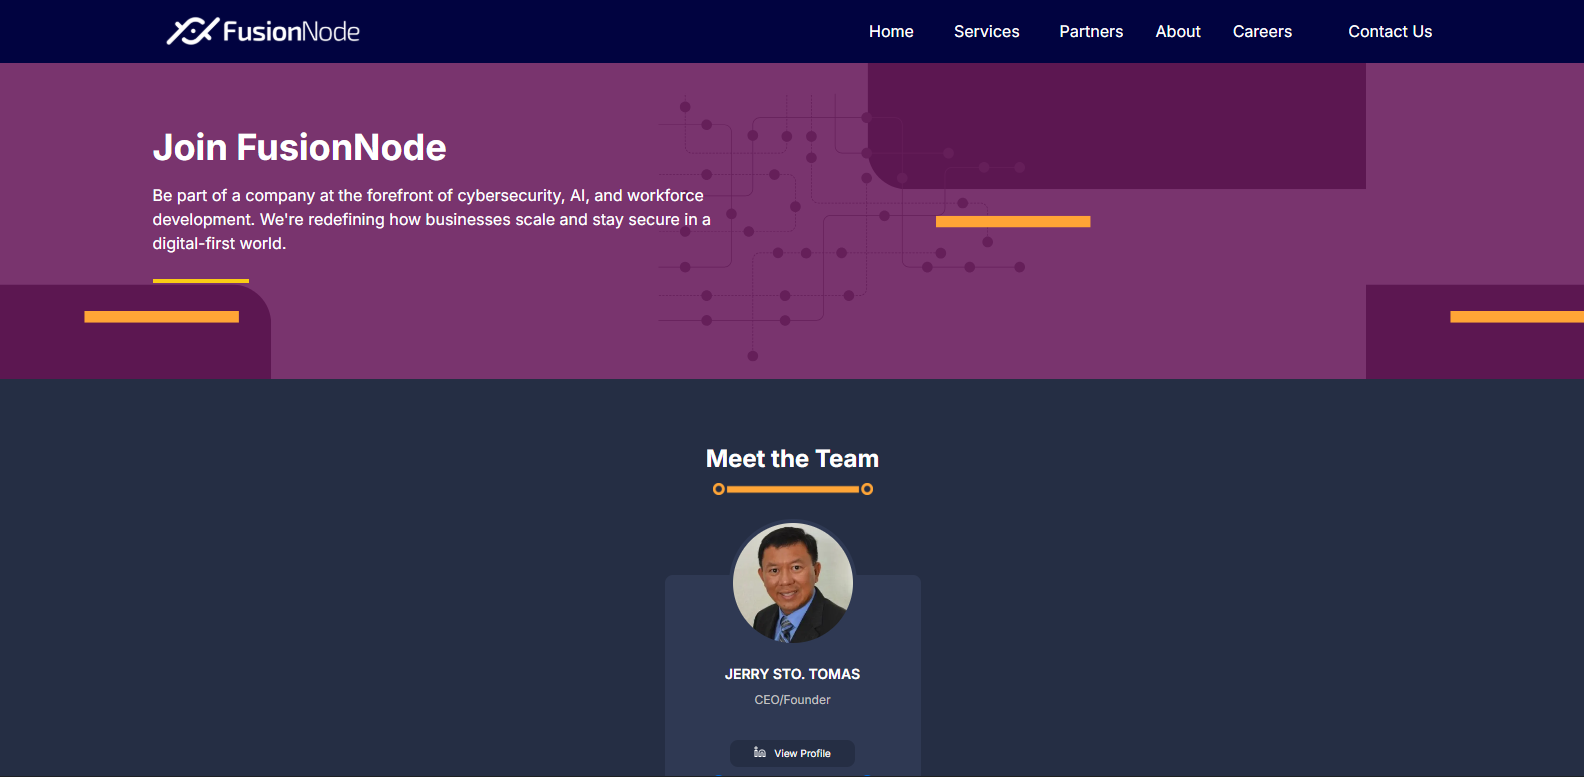 FusionNode
Home Services Partners About Careers Contact Us
Join FusionNode
Be part of a company at the forefront of cybersecurity, AI, and workforce
development. We're redefining how businesses scale and stay secure in a
digital-first world.
Meet the Team
JERRY STO. TOMAS
CEO/Founder
in View Profile